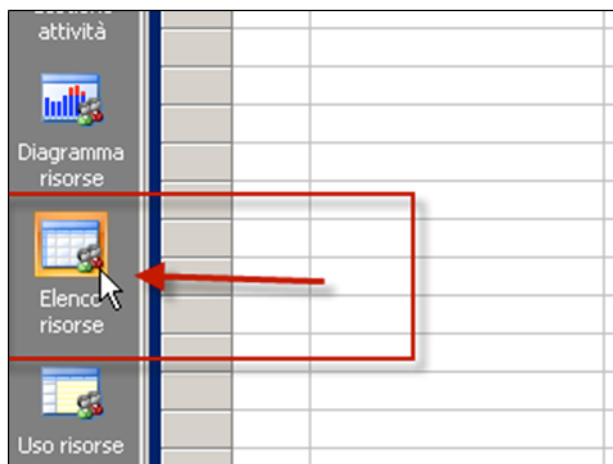 attività
Diagramma
risorse
Elenco
risorse
Uso risorse